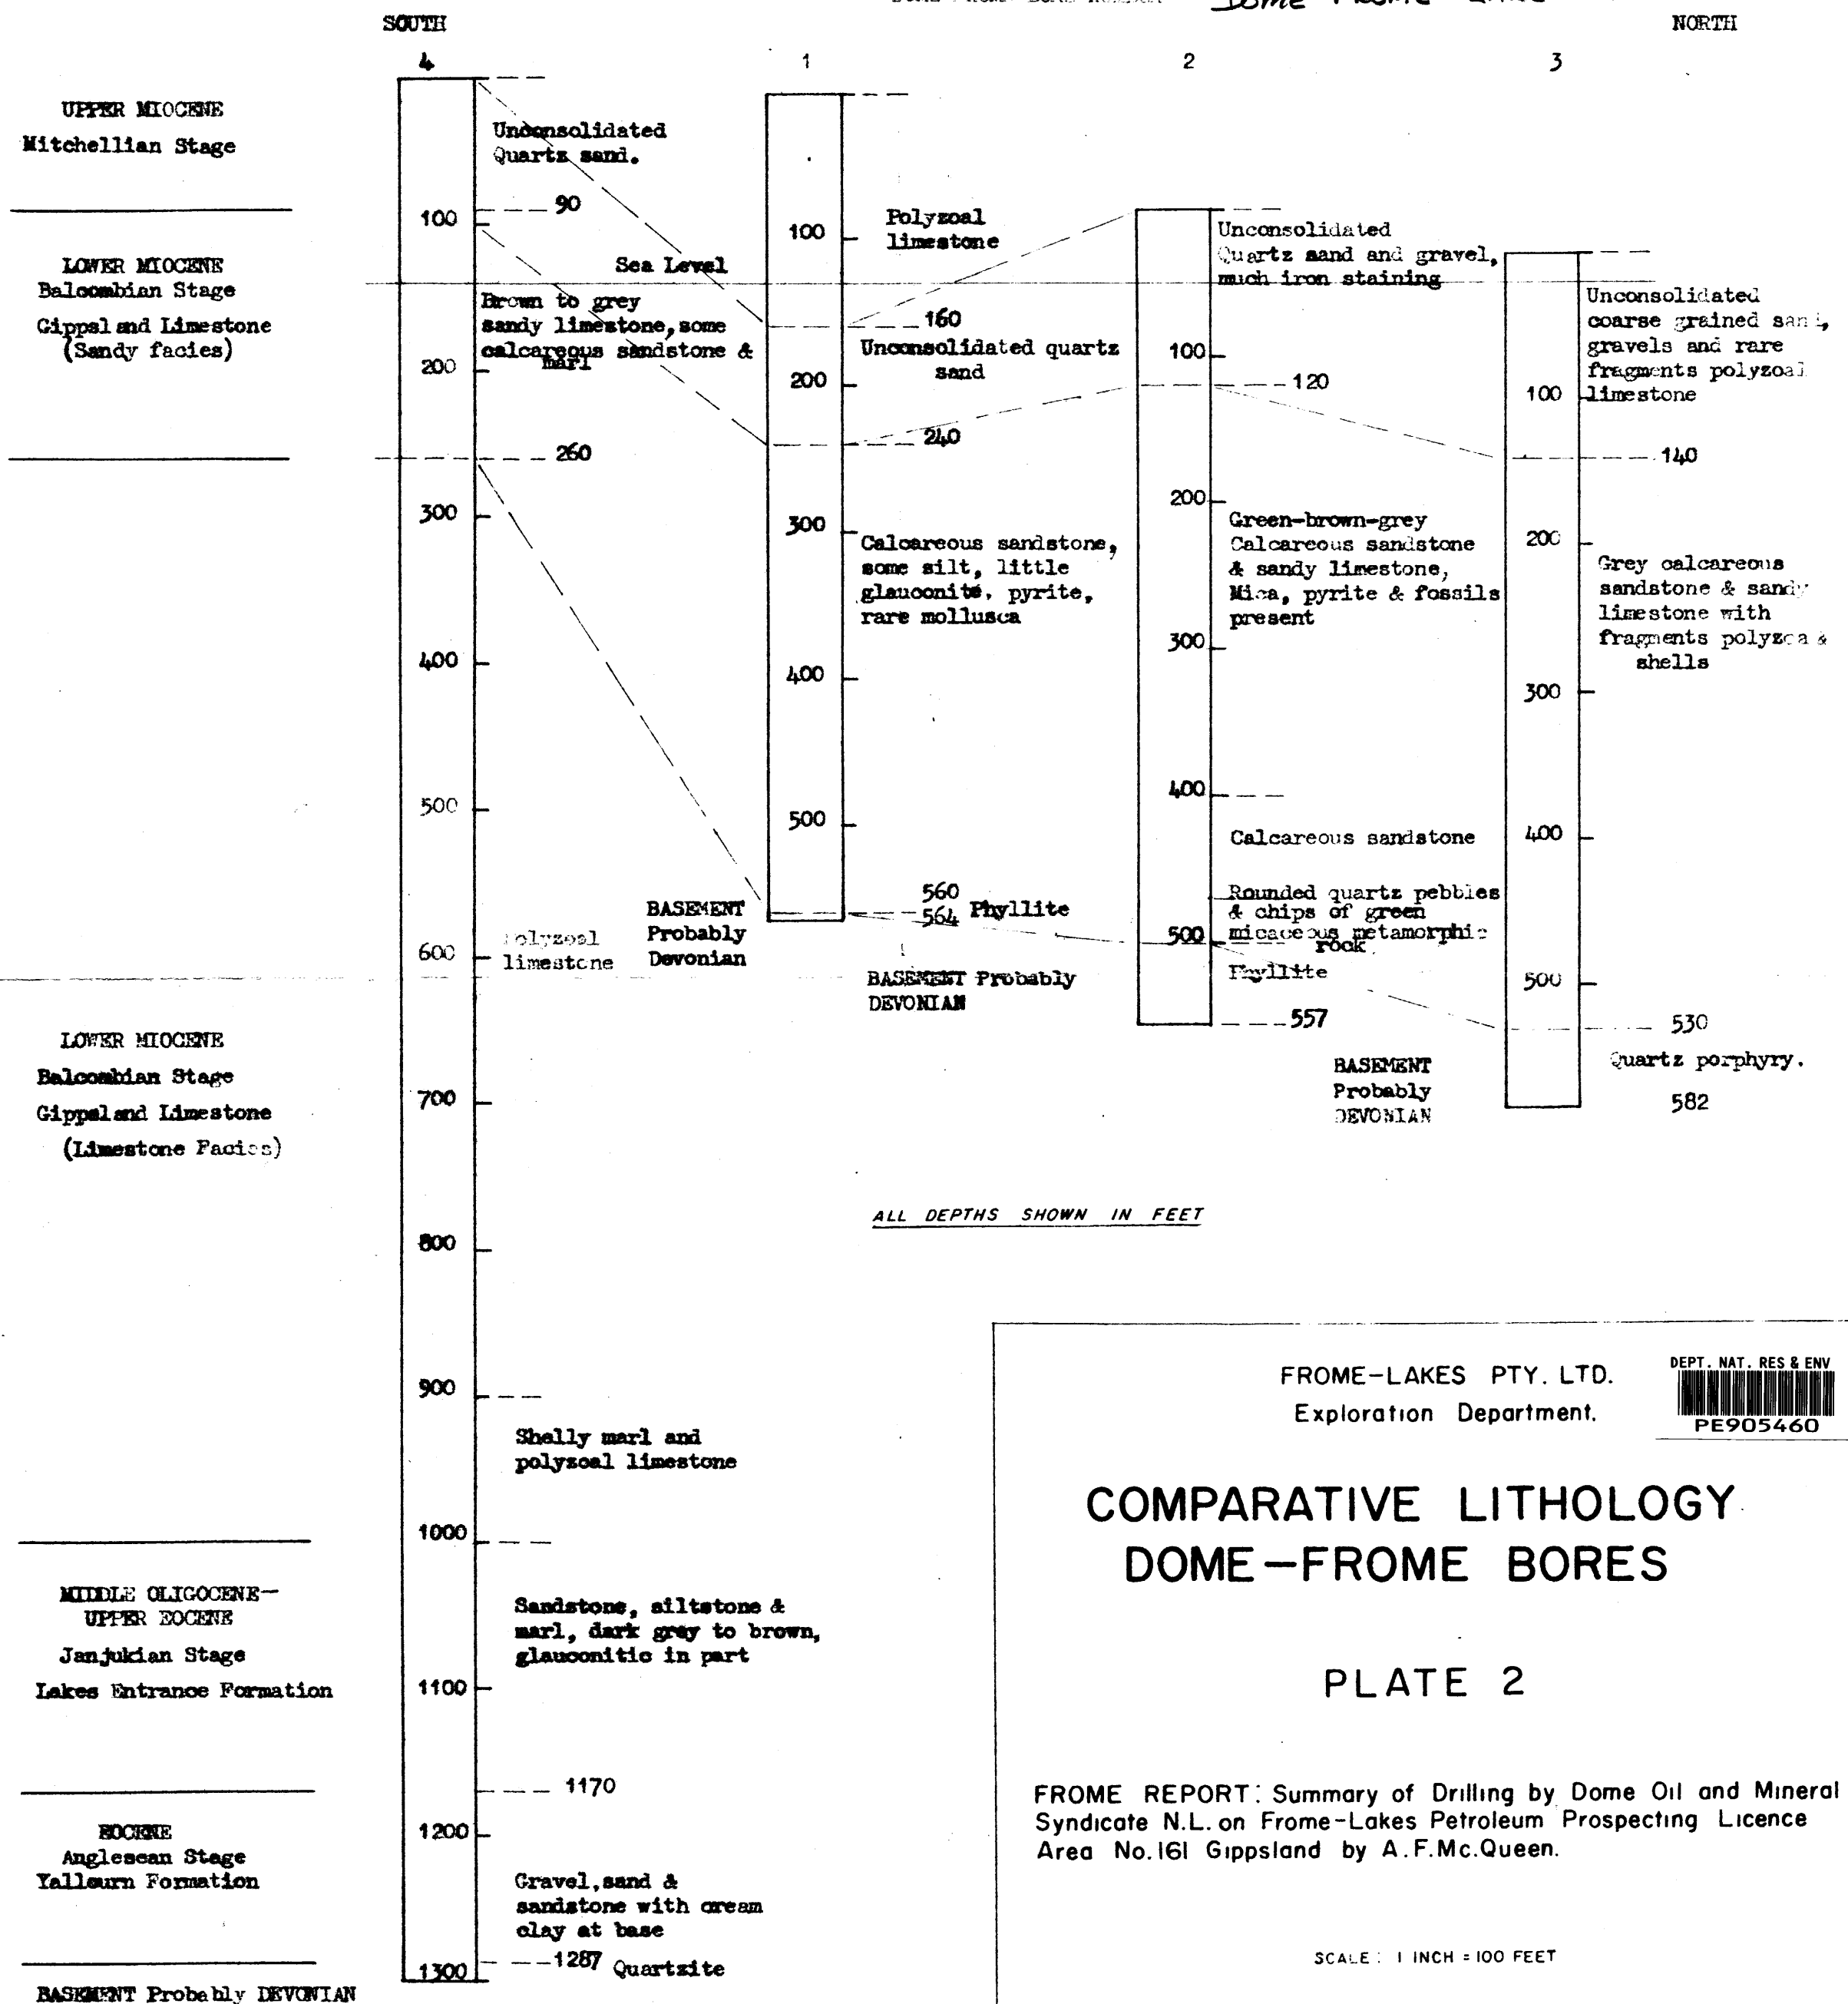 SOUTH
NORTH
4
1
2
3
UPPER MIOCENE
Mitchellian Stage
LOWER MIOCENE
Balcombian Stage
Gippsland Limestone
(Sandy facies)
LOWER MIOCENE
Balcombian Stage
Gippsland Limestone
(Limestone Facies)
MIDDLE OLIGOCENE-
UPPER EOCENE
Janjukian Stage
Lakes Entrance Formation
EOCENE
Anglesean Stage
Yallourn Formation
BASEMENT Probably DEVONIAN
100
200
300
400
500
600
700
800
900
1000
1100
1200
1300
Unconsolidated
Quartz sand.
90
Sea Level
Brown to grey
sandy limestone, some
calcareous sandstone &
marl
260
Polyzoal
limestone
Shelly marl and
polyzoal limestone
Sandstone, siltstone &
marl, dark grey to brown,
glauconitic in part
1170
Gravel, sand &
sandstone with cream
clay at base
1287 Quartzite
BASEMENT
Probably
Devonian
100
200
300
400
500
Polyzoal
limestone
160
Unconsolidated quartz
sand
240
Calcareous sandstone,
some silt, little
glauconite, pyrite,
rare mollusca
560
564 Phyllite
BASEMENT Probably
DEVONIAN
100
200
300
400
500
Unconsolidated
Quartz sand and gravel,
much iron staining
120
Green-brown-grey
Calcareous sandstone
& sandy limestone,
Mica, pyrite & fossils
present
Calcareous sandstone
Rounded quartz pebbles
& chips of green
micaceous metamorphic
rock
Phyllite
557
BASEMENT
Probably
DEVONIAN
100
200
300
400
500
Unconsolidated
coarse grained sand,
gravels and rare
fragments polyzoal
limestone
140
Grey calcareous
sandstone & sandy
limestone with
fragments polyzoa &
shells
530
Quartz porphyry.
582
ALL DEPTHS SHOWN IN FEET
FROME-LAKES PTY. LTD.
Exploration Department.
DEPT. NAT. RES & ENV
PE905460
COMPARATIVE LITHOLOGY
DOME-FROME BORES
PLATE 2
FROME REPORT: Summary of Drilling by Dome Oil and Mineral
Syndicate N.L. on Frome-Lakes Petroleum Prospecting Licence
Area No. 161 Gippsland by A.F.Mc.Queen.
SCALE: 1 INCH = 100 FEET